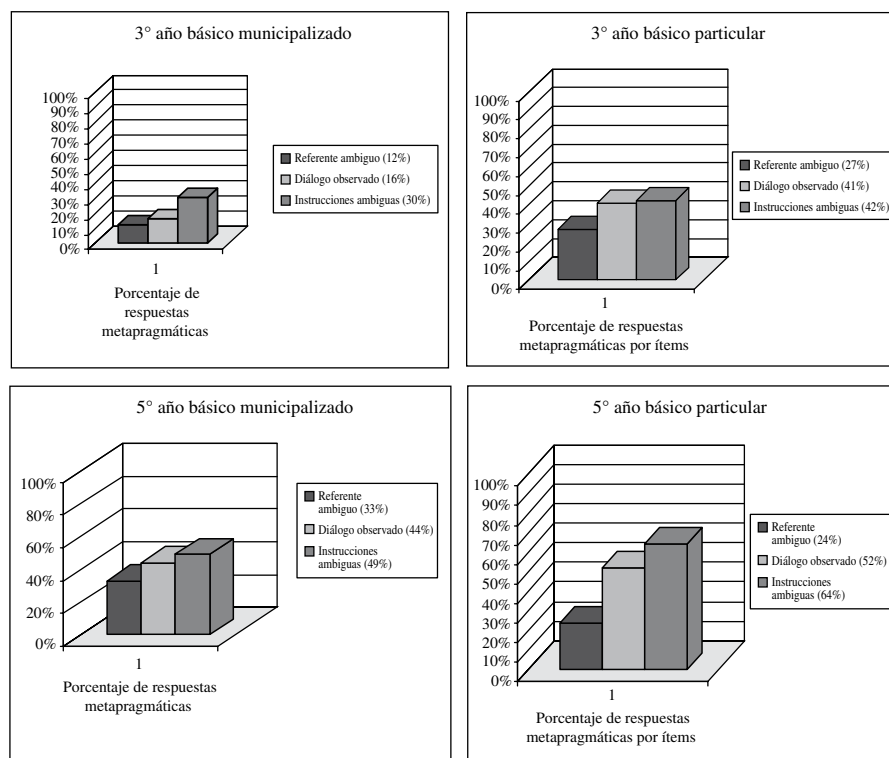 3° año básico municipalizado
100%
90%
80%
70%
60%
50%
40%
30%
20%
10%
0%
Referente ambiguo (12%)
Diálogo observado (16%)
Instrucciones ambiguas (30%)
1
Porcentaje de
respuestas
metapragmáticas
3° año básico particular
100%
90%
80%
70%
60%
50%
40%
30%
20%
10%
0%
Referente ambiguo (27%)
Diálogo observado (41%)
Instrucciones ambiguas (42%)
1
Porcentaje de respuestas
metapragmáticas por ítems
5° año básico municipalizado
100%
80%
60%
40%
20%
0%
Referente
ambiguo (33%)
Diálogo observado (44%)
Instrucciones
ambiguas (49%)
1
Porcentaje de respuestas
metapragmáticas
5° año básico particular
100%
90%
80%
70%
60%
50%
40%
30%
20%
10%
0%
Referente
ambiguo (24%)
Diálogo observado (52%)
Instrucciones
ambiguas (64%)
1
Porcentaje de respuestas
metapragmáticas por ítems